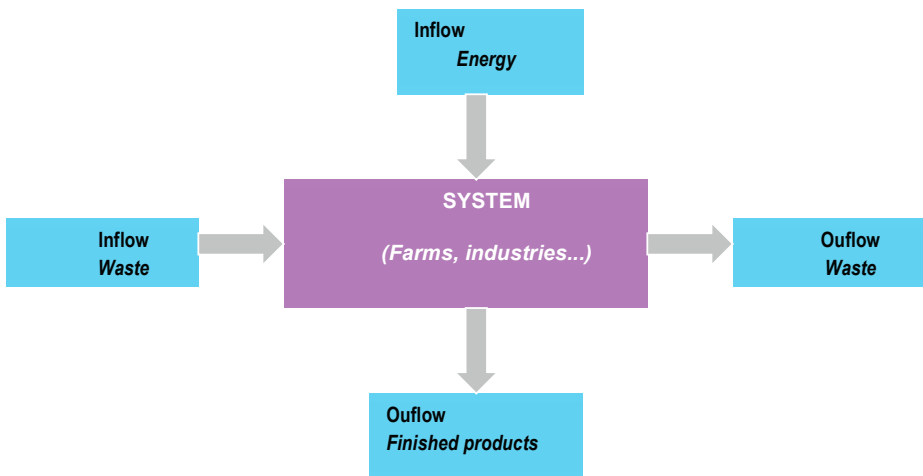 Inflow
Energy
SYSTEM
(Farms, industries...)
Inflow
Waste
Ouflow
Waste
Ouflow
Finished products